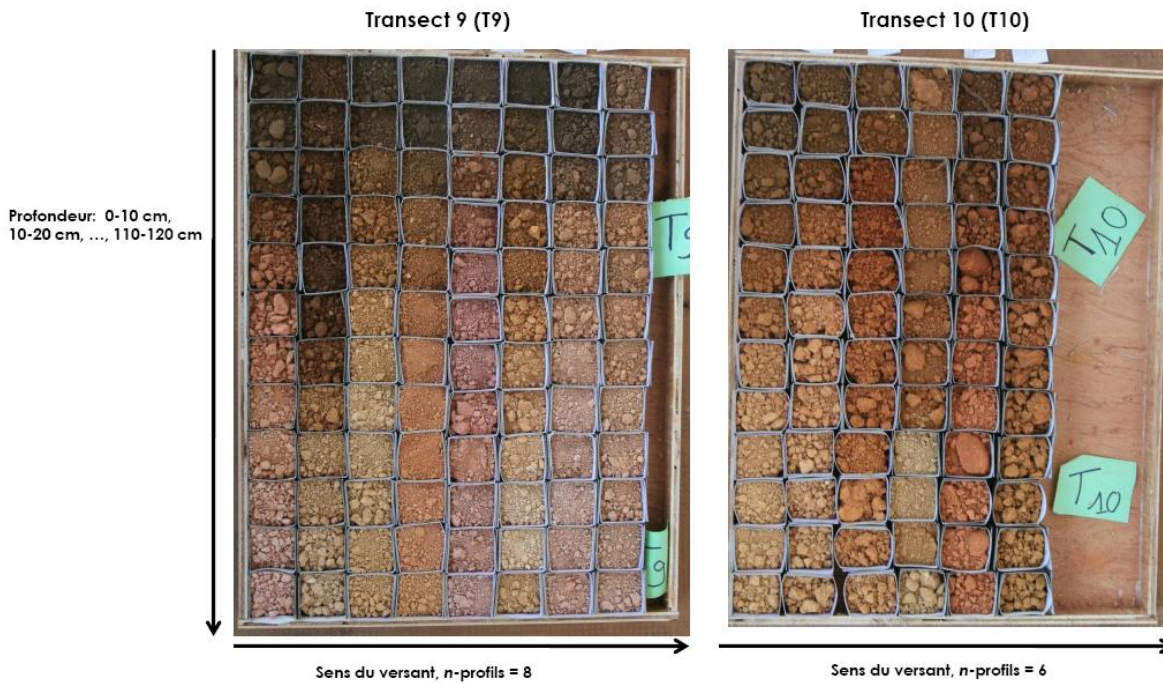 Transect 9 (T9)
Transect 10 (T10)
Profondeur: 0-10 cm,
10-20 cm, ..., 110-120 cm
T9
T10
T10
T9
Sens du versant, n-profils = 8
Sens du versant, n-profils = 6